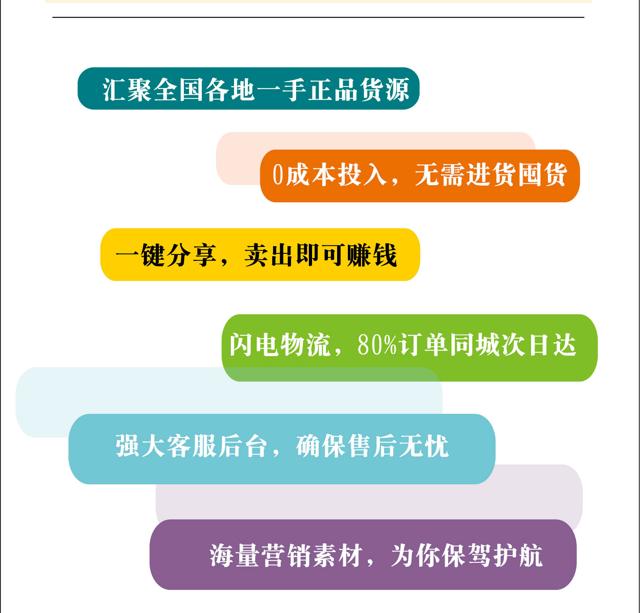 汇聚全国各地一手正品货源
0成本投入，无需进货囤货
一键分享，卖出即可赚钱
闪电物流，80%订单同城次日达
强大客服后台，确保售后无忧
海量营销素材，为你保驾护航